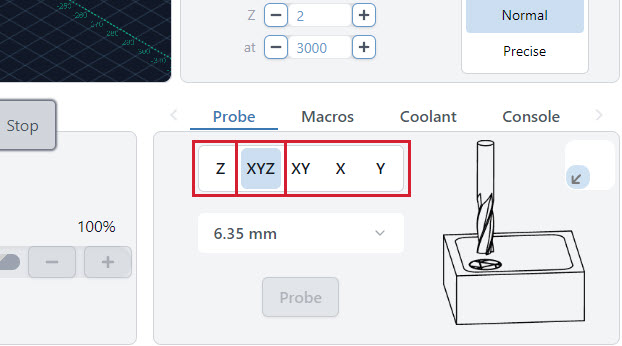 Z 2
Normal
at 3000
Precise
Stop
Probe Macros Coolant Console
Z XYZ XY X Y
100%
6.35 mm
Probe